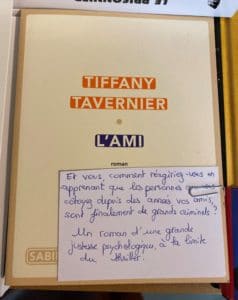 TIFFANY
TAVERNIER
L'AMI
roman
Et vous, comment réagiriez-vous en
apprenant que les personnes
côtoyez depuis des années vos amis,
sont finalement de grands criminels ?
Un roman d'une grande
justesse psychologique, à la limite
du thriller.
SABI